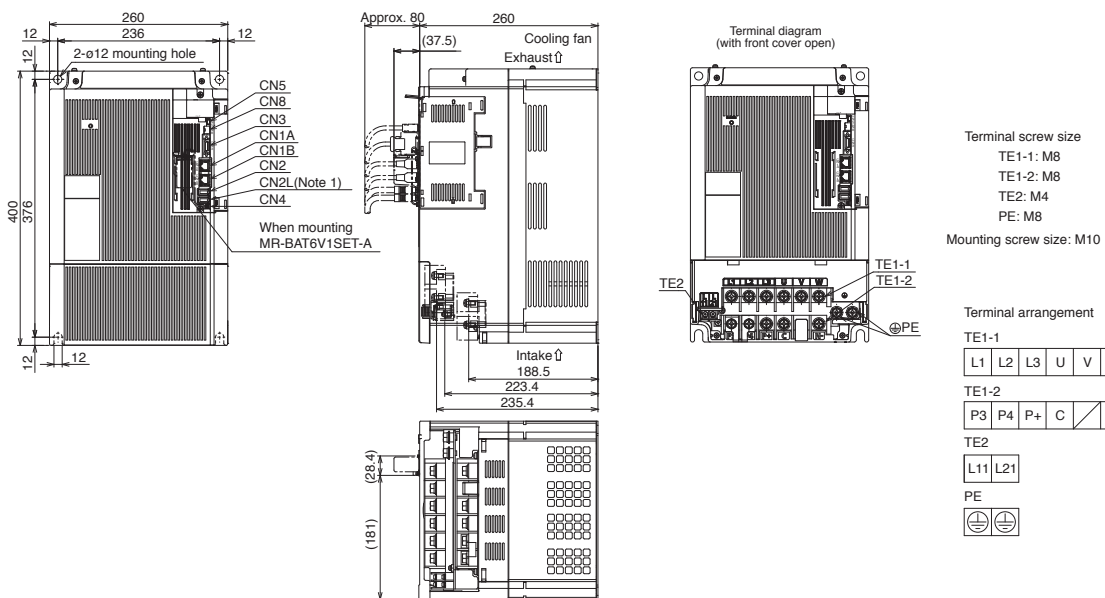 260
12
236
12
12
2-ø12 mounting hole
CN5
CN8
CN3
CN1A
CN1B
CN2
CN2L(Note 1)
CN4
When mounting
MR-BAT6V1SET-A
400
376
12
12
Approx. 80
260
(37.5)
Cooling fan
Exhaust
Intake
188.5
223.4
235.4
(28.4)
(181)
Terminal diagram
(with front cover open)
L1 L2 L3 U V W
TE1-1
TE1-2
TE2
PE
Terminal screw size
TE1-1: M8
TE1-2: M8
TE2: M4
PE: M8
Mounting screw size: M10
Terminal arrangement
TE1-1
L1 L2 L3 U V
TE1-2
P3 P4 P+ C
TE2
L11 L21
PE